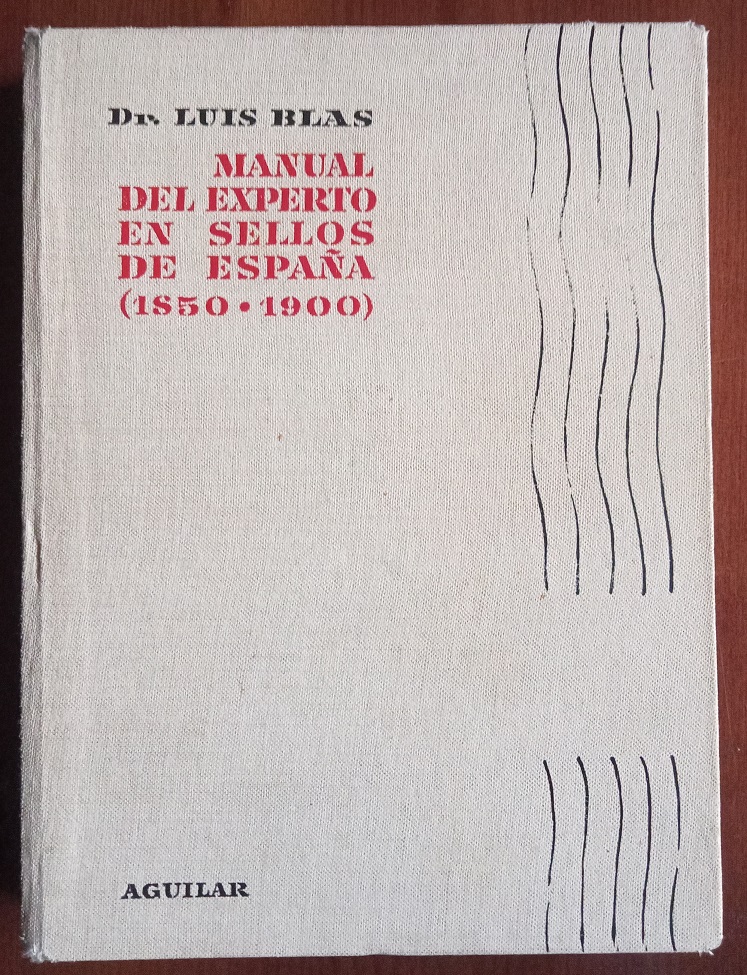 Dr. LUIS BLAS
MANUAL
DEL EXPERTO
EN SELLOS
DE ESPAÑA
(1850 • 1900)
AGUILAR